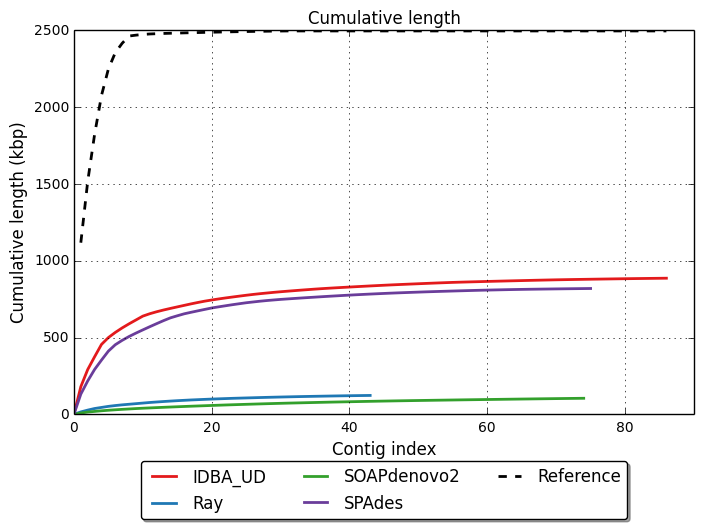 Cumulative length
2500
2000
1500
1000
500
0
Cumulative length (kbp)
0 20 40 60 80
Contig index
IDBA_UD SOAPdenovo2 Reference
Ray SPAdes